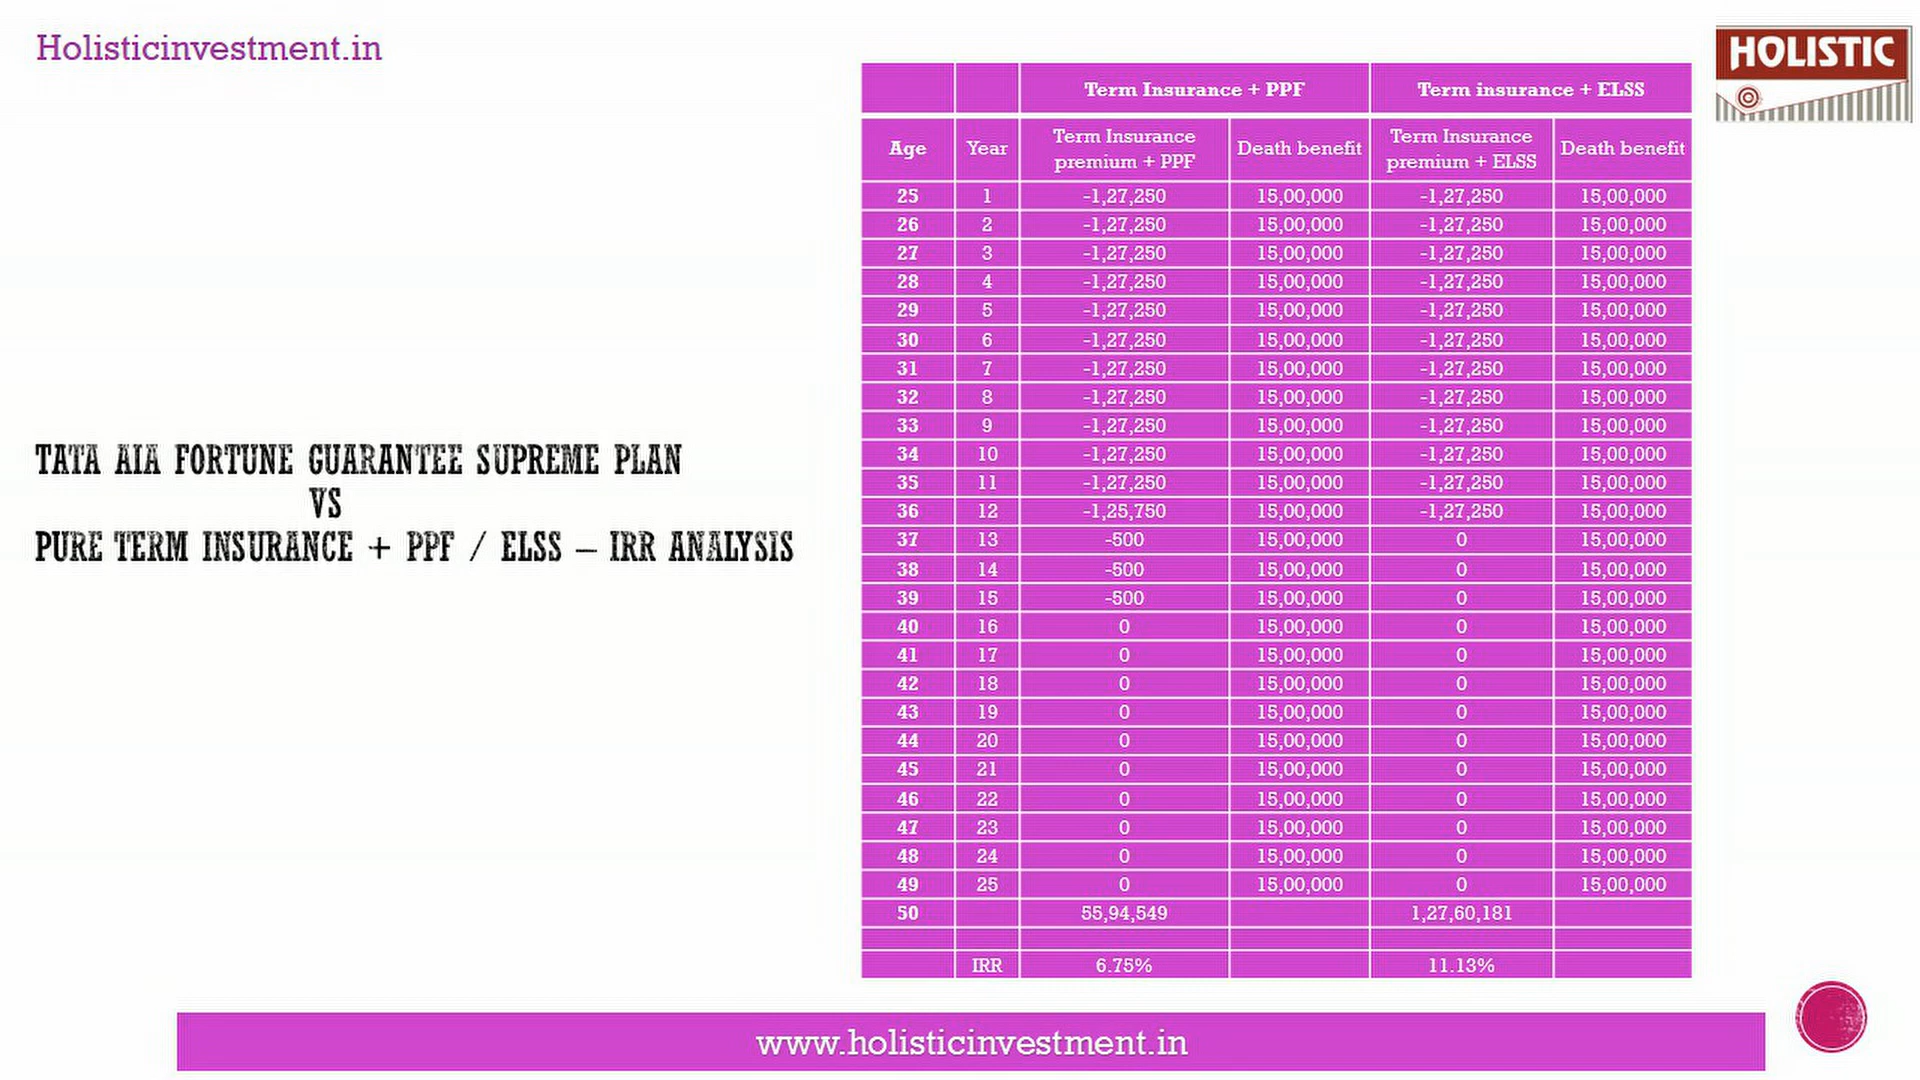 Holisticinvestment.in
HOLISTIC
TATA AIA FORTUNE GUARANTEE SUPREME PLAN
VS
PURE TERM INSURANCE + PPF / ELSS – IRR ANALYSIS
Term Insurance + PPF Term insurance + ELSS
Age Year Term Insurance premium + PPF Death benefit Term Insurance premium + ELSS Death benefit
25 1 -1,27,250 15,00,000 -1,27,250 15,00,000
26 2 -1,27,250 15,00,000 -1,27,250 15,00,000
27 3 -1,27,250 15,00,000 -1,27,250 15,00,000
28 4 -1,27,250 15,00,000 -1,27,250 15,00,000
29 5 -1,27,250 15,00,000 -1,27,250 15,00,000
30 6 -1,27,250 15,00,000 -1,27,250 15,00,000
31 7 -1,27,250 15,00,000 -1,27,250 15,00,000
32 8 -1,27,250 15,00,000 -1,27,250 15,00,000
33 9 -1,27,250 15,00,000 -1,27,250 15,00,000
34 10 -1,27,250 15,00,000 -1,27,250 15,00,000
35 11 -1,27,250 15,00,000 -1,27,250 15,00,000
36 12 -1,25,750 15,00,000 -1,27,250 15,00,000
37 13 -500 15,00,000 0 15,00,000
38 14 -500 15,00,000 0 15,00,000
39 15 -500 15,00,000 0 15,00,000
40 16 0 15,00,000 0 15,00,000
41 17 0 15,00,000 0 15,00,000
42 18 0 15,00,000 0 15,00,000
43 19 0 15,00,000 0 15,00,000
44 20 0 15,00,000 0 15,00,000
45 21 0 15,00,000 0 15,00,000
46 22 0 15,00,000 0 15,00,000
47 23 0 15,00,000 0 15,00,000
48 24 0 15,00,000 0 15,00,000
49 25 0 15,00,000 0 15,00,000
50 55,94,549 1,27,60,181
IRR 6.75% 11.13%
www.holisticinvestment.in